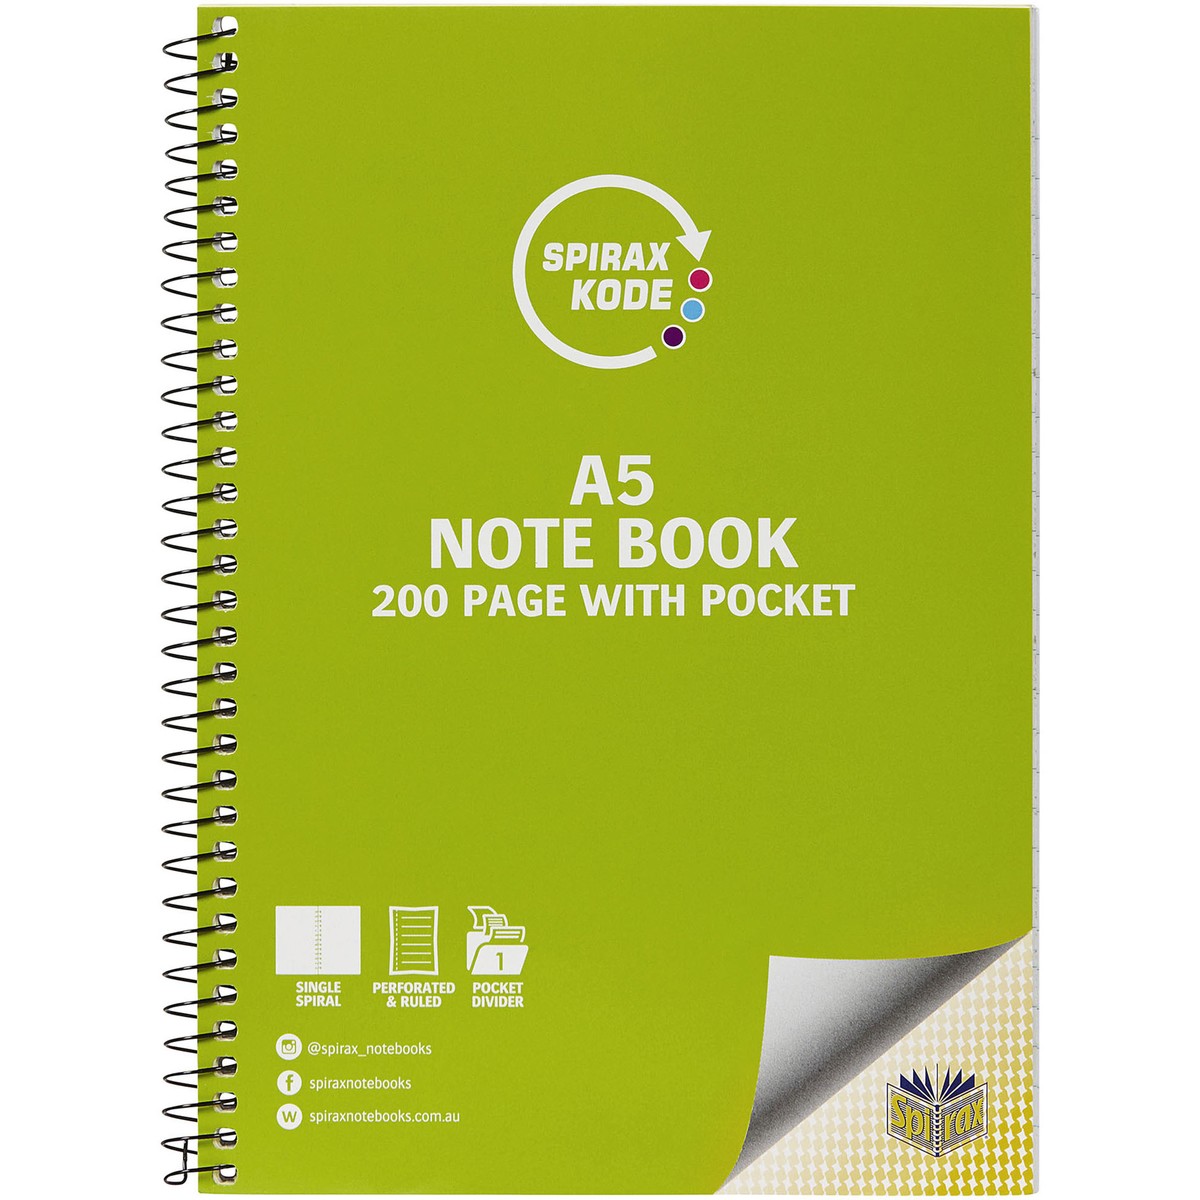 SPIRAX
KODE
A5
NOTE BOOK
200 PAGE WITH POCKET
1
SINGLE
SPIRAL
PERFORATED
& RULED
POCKET
DIVIDER
@spirax_notebooks
f spiraxnotebooks
W spiraxnotebooks.com.au
Spirax